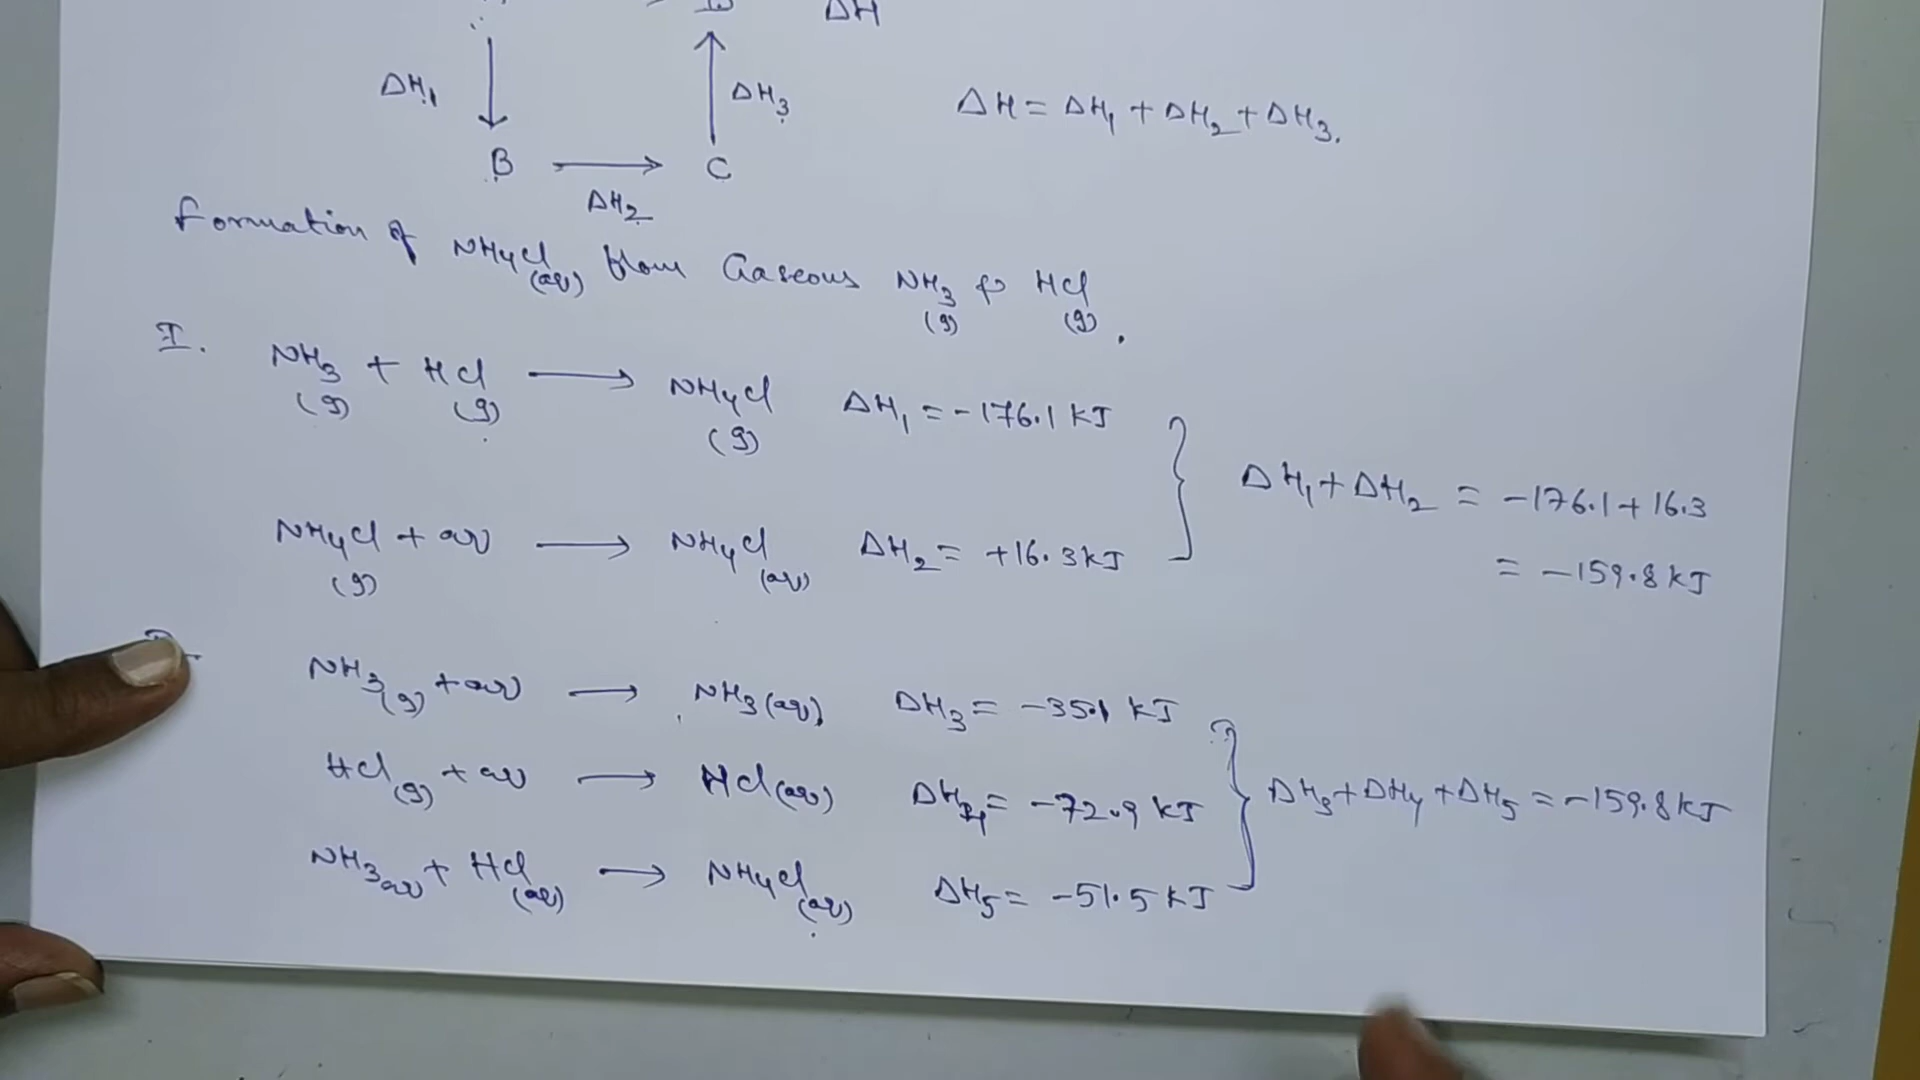 ΔH
ΔH₁
ΔH₃
ΔH = ΔH₁ + ΔH₂ + ΔH₃.
B ⟶ C
ΔH₂
Formation of NH₄Cl(aq) from Gaseous NH₃(g) & HCl(g).
I. NH₃(g) + HCl(g) ⟶ NH₄Cl(g) ΔH₁ = -176.1 kJ
ΔH₁ + ΔH₂ = -176.1 + 16.3
NH₄Cl(g) + aq ⟶ NH₄Cl(aq) ΔH₂ = +16.3 kJ
= -159.8 kJ
NH₃(g) + aq ⟶ NH₃(aq) ΔH₃ = -35.1 kJ
HCl(g) + aq ⟶ HCl(aq) ΔH₄ = -72.9 kJ
ΔH₃ + ΔH₄ + ΔH₅ = -159.8 kJ
NH₃aq + HCl(aq) ⟶ NH₄Cl(aq) ΔH₅ = -51.5 kJ